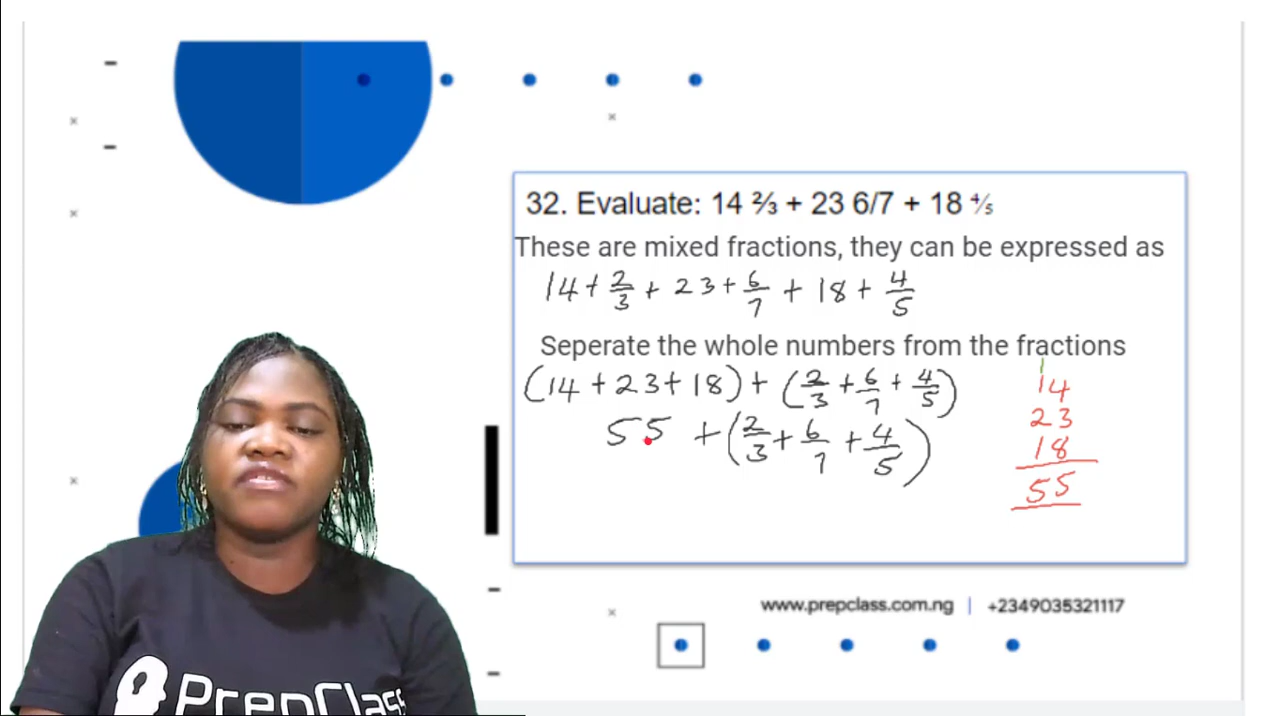 32. Evaluate: 14 ⅔ + 23 6/7 + 18 ⅘
These are mixed fractions, they can be expressed as
14 + 2/3 + 23 + 6/7 + 18 + 4/5
Seperate the whole numbers from the fractions
(14 + 23 + 18) + (2/3 + 6/7 + 4/5)
55 + (2/3 + 6/7 + 4/5)
1
14
23
18
55
www.prepclass.com.ng | +2349035321117
PrepClass